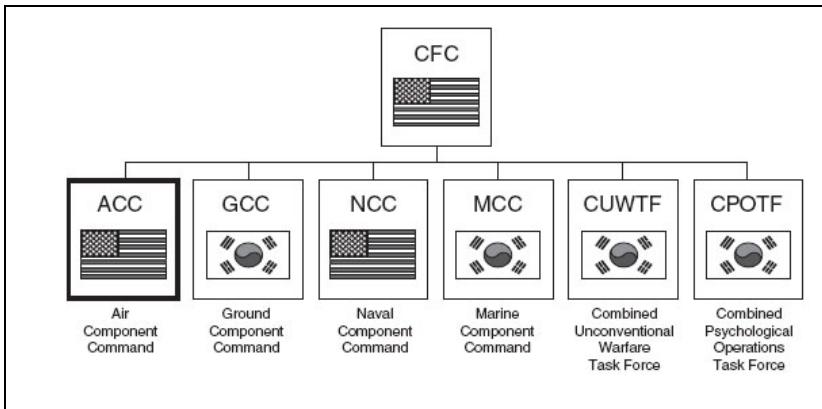 CFC
ACC
GCC
NCC
MCC
CUWTF
CPOTF
Air
Component
Command
Ground
Component
Command
Naval
Component
Command
Marine
Component
Command
Combined
Unconventional
Warfare
Task Force
Combined
Psychological
Operations
Task Force